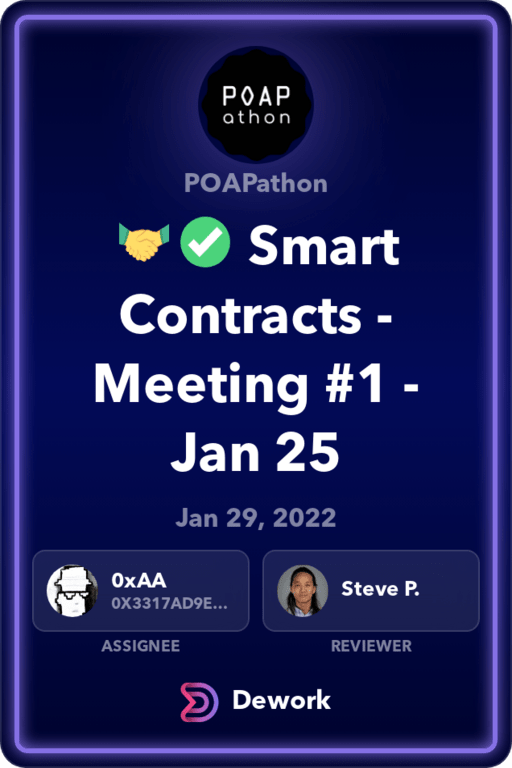 POAP
athon
POAPathon
🤝✅ Smart
Contracts -
Meeting #1 -
Jan 25
Jan 29, 2022
0xAA
0X3317AD9E...
Steve P.
ASSIGNEE
REVIEWER
Dework